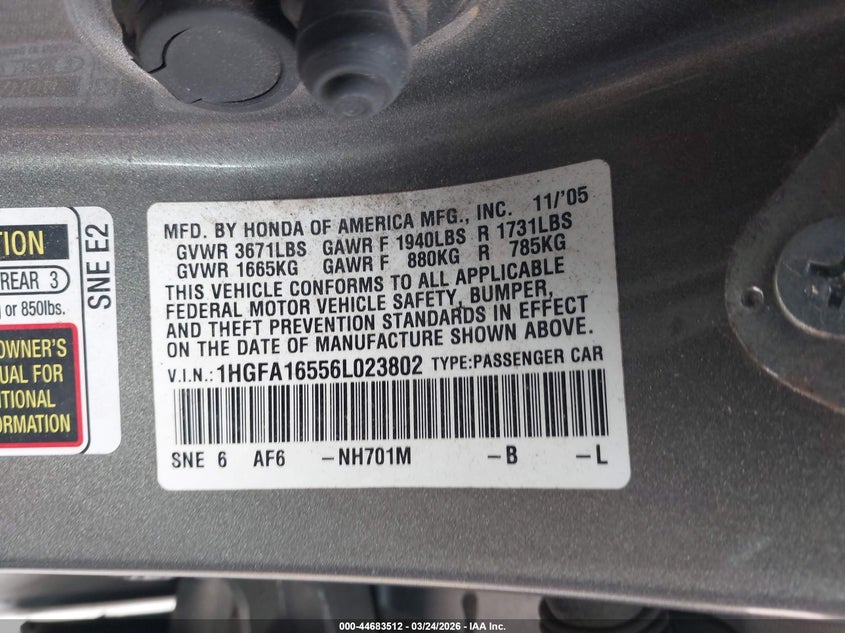 MFD. BY HONDA OF AMERICA MFG., INC. 11/'05
GVWR 3671LBS GAWR F 1940LBS R 1731LBS
GVWR 1665KG GAWR F 880KG R 785KG
THIS VEHICLE CONFORMS TO ALL APPLICABLE
FEDERAL MOTOR VEHICLE SAFETY, BUMPER,
AND THEFT PREVENTION STANDARDS IN EFFECT
ON THE DATE OF MANUFACTURE SHOWN ABOVE.
V.I.N.: 1HGFA16556L023802 TYPE:PASSENGER CAR
SNE 6 AF6 -NH701M -B -L
TION
REAR 3
or 850lbs.
OWNER'S
UAL FOR
ITIONAL
ORMATION
SNE E2
000-44683512 - 03/24/2026 - IAA Inc.